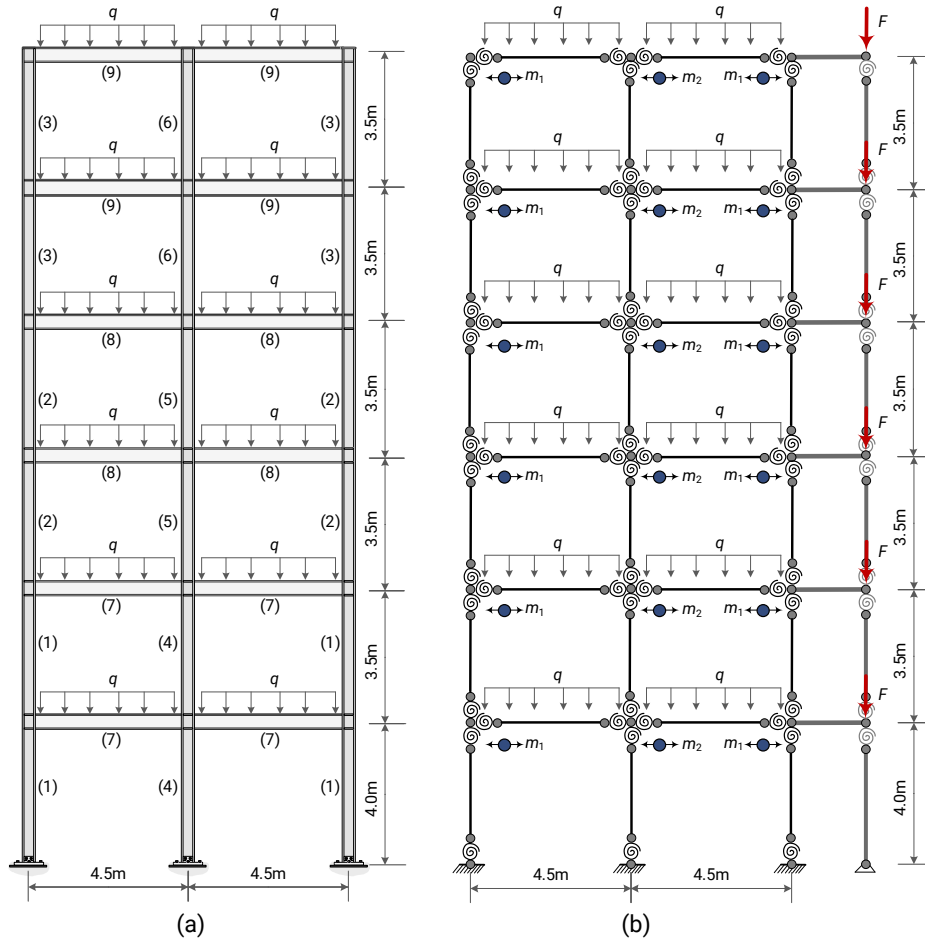 q q
(9) (9)
(3) (6) (3)
3.5m
q q
(9) (9)
(3) (6) (3)
3.5m
q q
(8) (8)
(2) (5) (2)
3.5m
q q
(8) (8)
(2) (5) (2)
3.5m
q q
(7) (7)
(1) (4) (1)
3.5m
q q
(7) (7)
(1) (4) (1)
4.0m
4.5m 4.5m
(a)
q q F
m1 m2 m1
3.5m
q q F
m1 m2 m1
3.5m
q q F
m1 m2 m1
3.5m
q q F
m1 m2 m1
3.5m
q q F
m1 m2 m1
3.5m
q q F
m1 m2 m1
4.0m
4.5m 4.5m
(b)